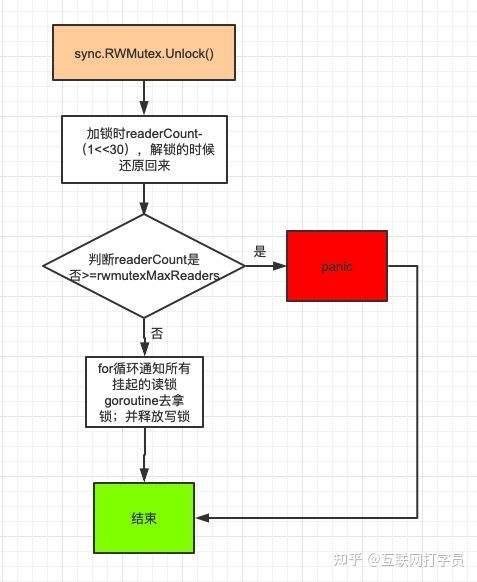 sync.RWMutex.Unlock()
加锁时readerCount-
（1<<30），解锁的时候
还原回来
判断readerCount是
否>=rwmutexMaxReaders
是
panic
否
for循环通知所有
挂起的读锁
goroutine去拿
锁；并释放写锁
结束
知乎 @互联网打字员